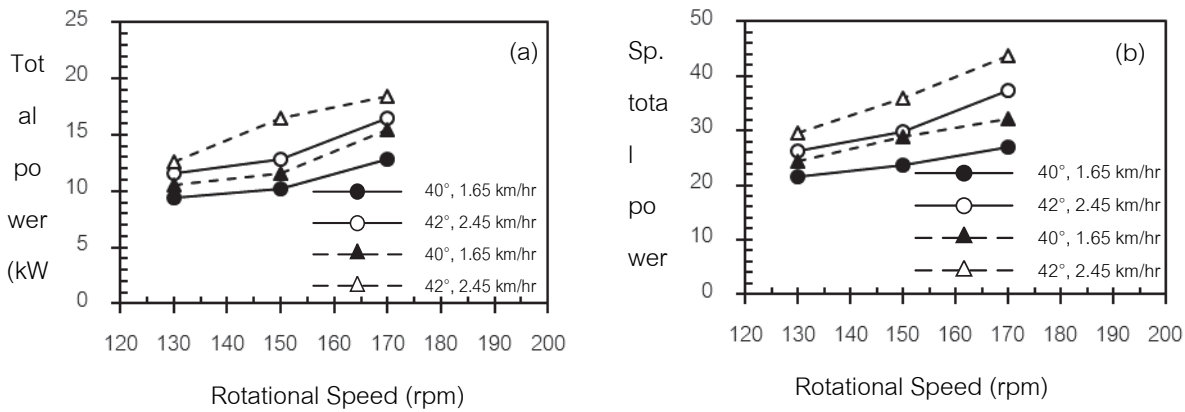 25
20
15
10
5
0
Tot
al
po
wer
(kW
(a)
40°, 1.65 km/hr
42°, 2.45 km/hr
40°, 1.65 km/hr
42°, 2.45 km/hr
120 130 140 150 160 170 180 190 200
Rotational Speed (rpm)
50
40
30
20
10
0
Sp.
tota
l
po
wer
(b)
40°, 1.65 km/hr
42°, 2.45 km/hr
40°, 1.65 km/hr
42°, 2.45 km/hr
120 130 140 150 160 170 180 190 200
Rotational Speed (rpm)